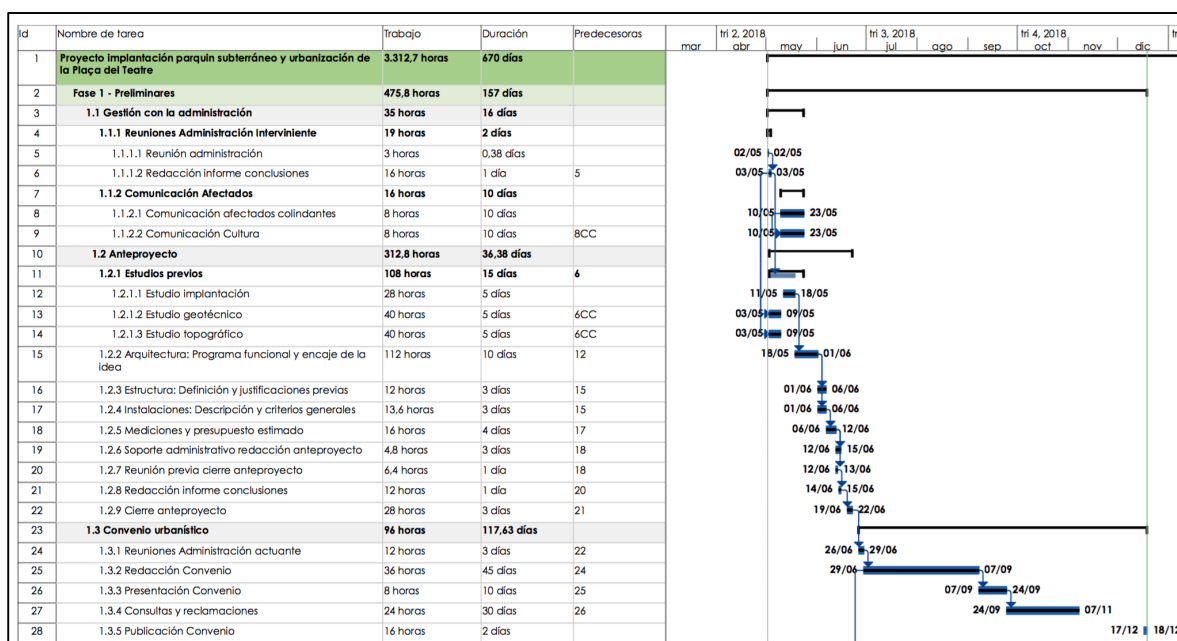 Id Nombre de tarea Trabajo Duración Predecesoras tri 2, 2018 tri 3, 2018 tri 4, 2018
mar abr may jun jul ago sep oct nov dic
1 Proyecto implantación parquin subterráneo y urbanización de 3.312,7 horas 670 días
la Plaça del Teatre
2 Fase 1 - Preliminares 475,8 horas 157 días
3 1.1 Gestión con la administración 35 horas 16 días
4 1.1.1 Reuniones Administración Interviniente 19 horas 2 días
5 1.1.1.1 Reunión administración 3 horas 0,38 días 02/05 02/05
6 1.1.1.2 Redacción informe conclusiones 16 horas 1 día 5 03/05 03/05
7 1.1.2 Comunicación Afectados 16 horas 10 días
8 1.1.2.1 Comunicación afectados colindantes 8 horas 10 días 10/05 23/05
9 1.1.2.2 Comunicación Cultura 8 horas 10 días 8CC 10/05 23/05
10 1.2 Anteproyecto 312,8 horas 36,38 días
11 1.2.1 Estudios previos 108 horas 15 días 6
12 1.2.1.1 Estudio implantación 28 horas 5 días 11/05 18/05
13 1.2.1.2 Estudio geotécnico 40 horas 5 días 6CC 03/05 09/05
14 1.2.1.3 Estudio topográfico 40 horas 5 días 6CC 03/05 09/05
15 1.2.2 Arquitectura: Programa funcional y encaje de la 112 horas 10 días 12 18/05 01/06
idea
16 1.2.3 Estructura: Definición y justificaciones previas 12 horas 3 días 15 01/06 06/06
17 1.2.4 Instalaciones: Descripción y criterios generales 13,6 horas 3 días 15 01/06 06/06
18 1.2.5 Mediciones y presupuesto estimado 16 horas 4 días 17 06/06 12/06
19 1.2.6 Soporte administrativo redacción anteproyecto 4,8 horas 3 días 18 12/06 15/06
20 1.2.7 Reunión previa cierre anteproyecto 6,4 horas 1 día 18 12/06 13/06
21 1.2.8 Redacción informe conclusiones 12 horas 1 día 20 14/06 15/06
22 1.2.9 Cierre anteproyecto 28 horas 3 días 21 19/06 22/06
23 1.3 Convenio urbanístico 96 horas 117,63 días
24 1.3.1 Reuniones Administración actuante 12 horas 3 días 22 26/06 29/06
25 1.3.2 Redacción Convenio 36 horas 45 días 24 29/06 07/09
26 1.3.3 Presentación Convenio 8 horas 10 días 25 07/09 24/09
27 1.3.4 Consultas y reclamaciones 24 horas 30 días 26 24/09 07/11
28 1.3.5 Publicación Convenio 16 horas 2 días 17/12